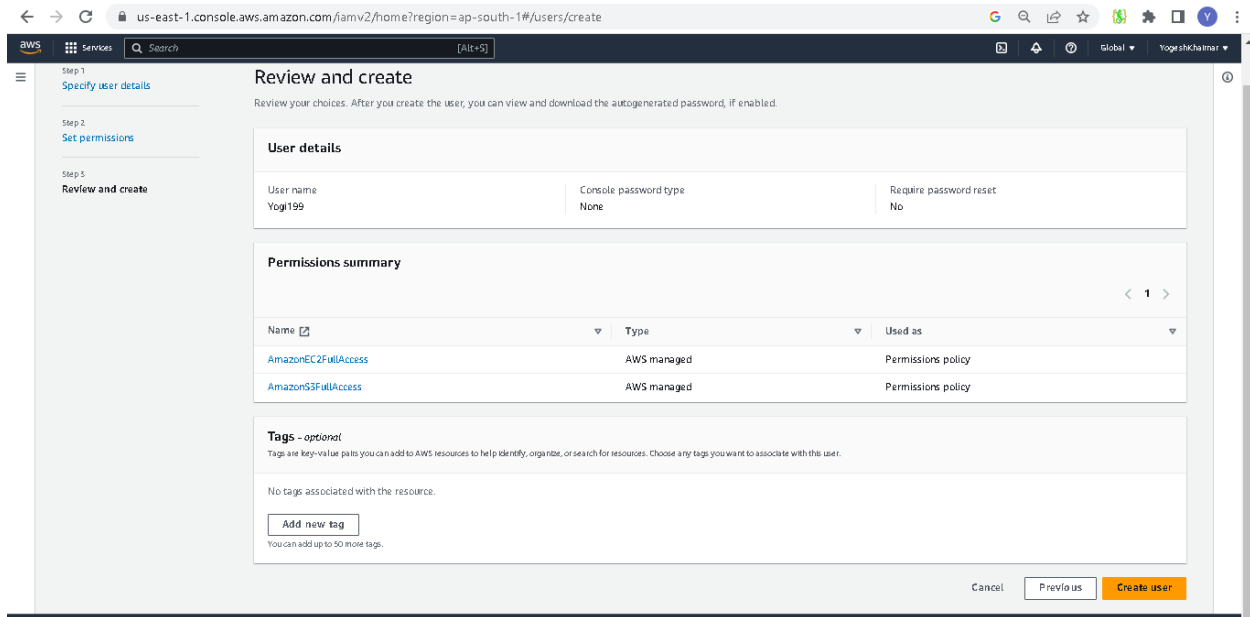 us-east-1.console.aws.amazon.com/iamv2/home?region=ap-south-1#/users/create
G
Y
aws
Services
Search
[Alt+S]
Global
YogeshKhairnar
Step 1
Specify user details
Step 2
Set permissions
Step 3
Review and create
Review and create
Review your choices. After you create the user, you can view and download the autogenerated password, if enabled.
User details
User name
Console password type
Require password reset
Yogi199
None
No
Permissions summary
1
Name
Type
Used as
AmazonEC2FullAccess
AWS managed
Permissions policy
AmazonS3FullAccess
AWS managed
Permissions policy
Tags - optional
Tags are key-value pairs you can add to AWS resources to help identify, organize, or search for resources. Choose any tags you want to associate with this user.
No tags associated with the resource.
Add new tag
You can add up to 50 more tags.
Cancel
Previous
Create user